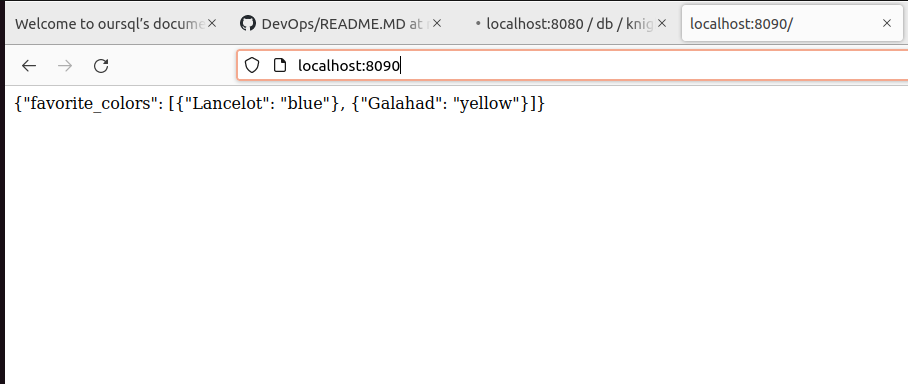 Welcome to oursql's docume
DevOps/README.MD at
localhost:8080 / db / knig
localhost:8090/
localhost:8090
{"favorite_colors": [{"Lancelot": "blue"}, {"Galahad": "yellow"}]}